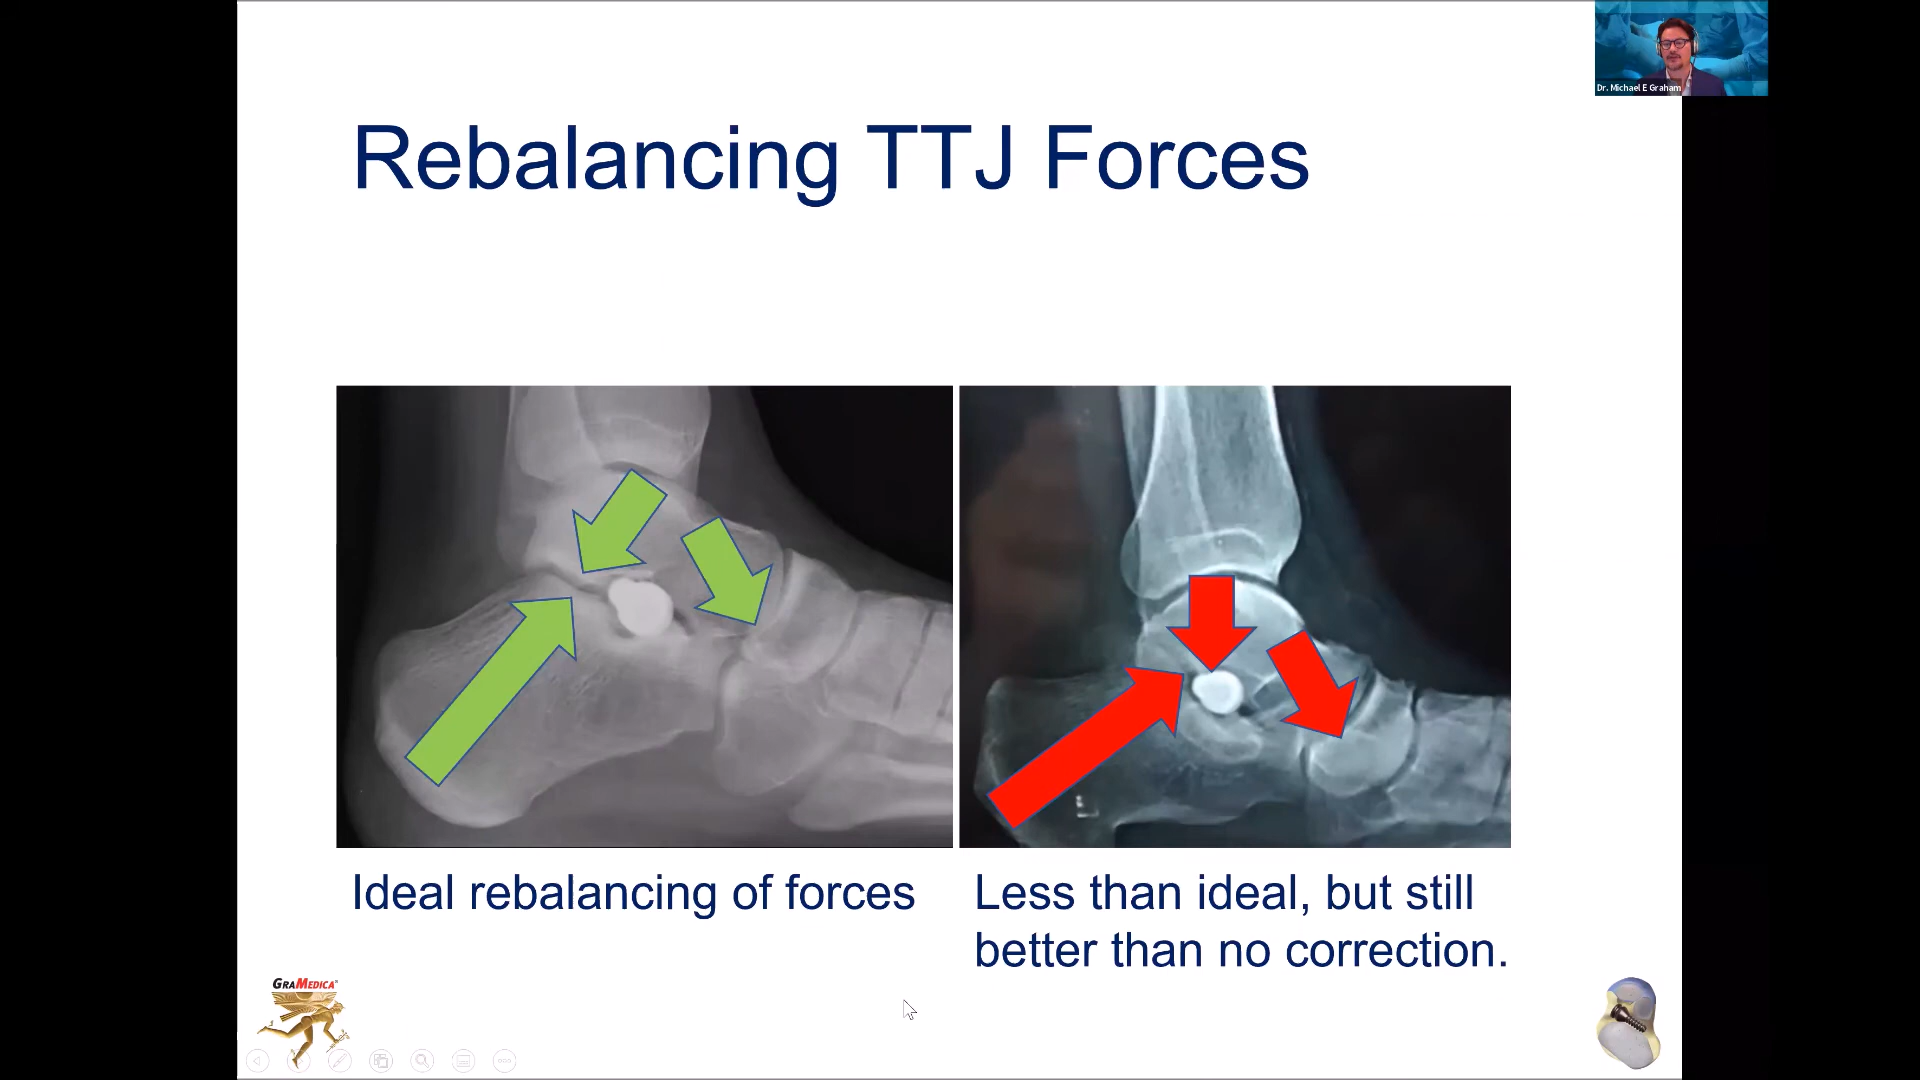 Dr. Michael E Graham
Rebalancing TTJ Forces
L
Ideal rebalancing of forces
Less than ideal, but still
better than no correction.
GRAMEDICA®